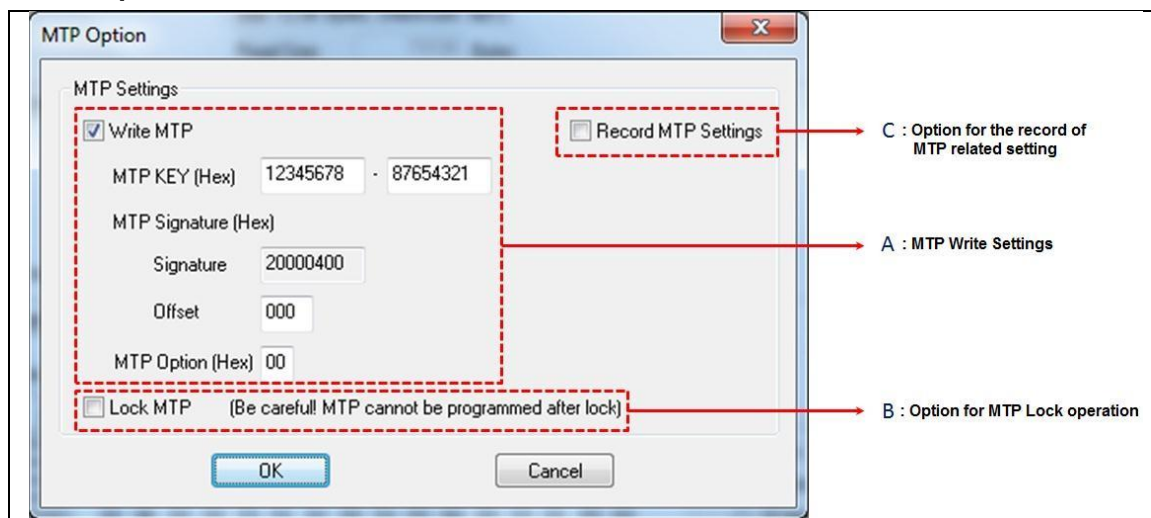 MTP Option
MTP Settings
Write MTP
Record MTP Settings
C : Option for the record of
MTP related setting
MTP KEY (Hex) 12345678 - 87654321
MTP Signature (Hex)
A : MTP Write Settings
Signature 20000400
Offset 000
MTP Option (Hex) 00
Lock MTP (Be careful! MTP cannot be programmed after lock)
B : Option for MTP Lock operation
OK Cancel